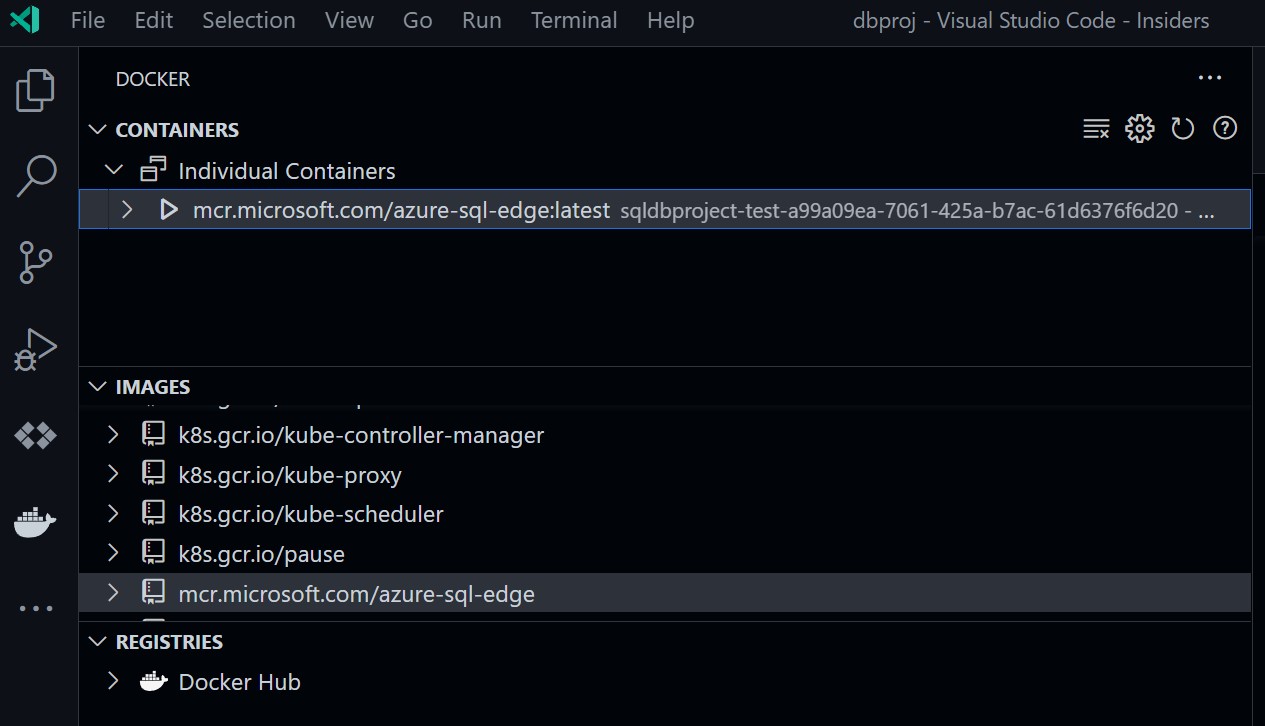 File Edit Selection View Go Run Terminal Help dbproj - Visual Studio Code - Insiders
DOCKER
CONTAINERS
Individual Containers
mcr.microsoft.com/azure-sql-edge:latest sqldbproject-test-a99a09ea-7061-425a-b7ac-61d6376f6d20 - ...
IMAGES
k8s.gcr.io/kube-controller-manager
k8s.gcr.io/kube-proxy
k8s.gcr.io/kube-scheduler
k8s.gcr.io/pause
mcr.microsoft.com/azure-sql-edge
REGISTRIES
Docker Hub